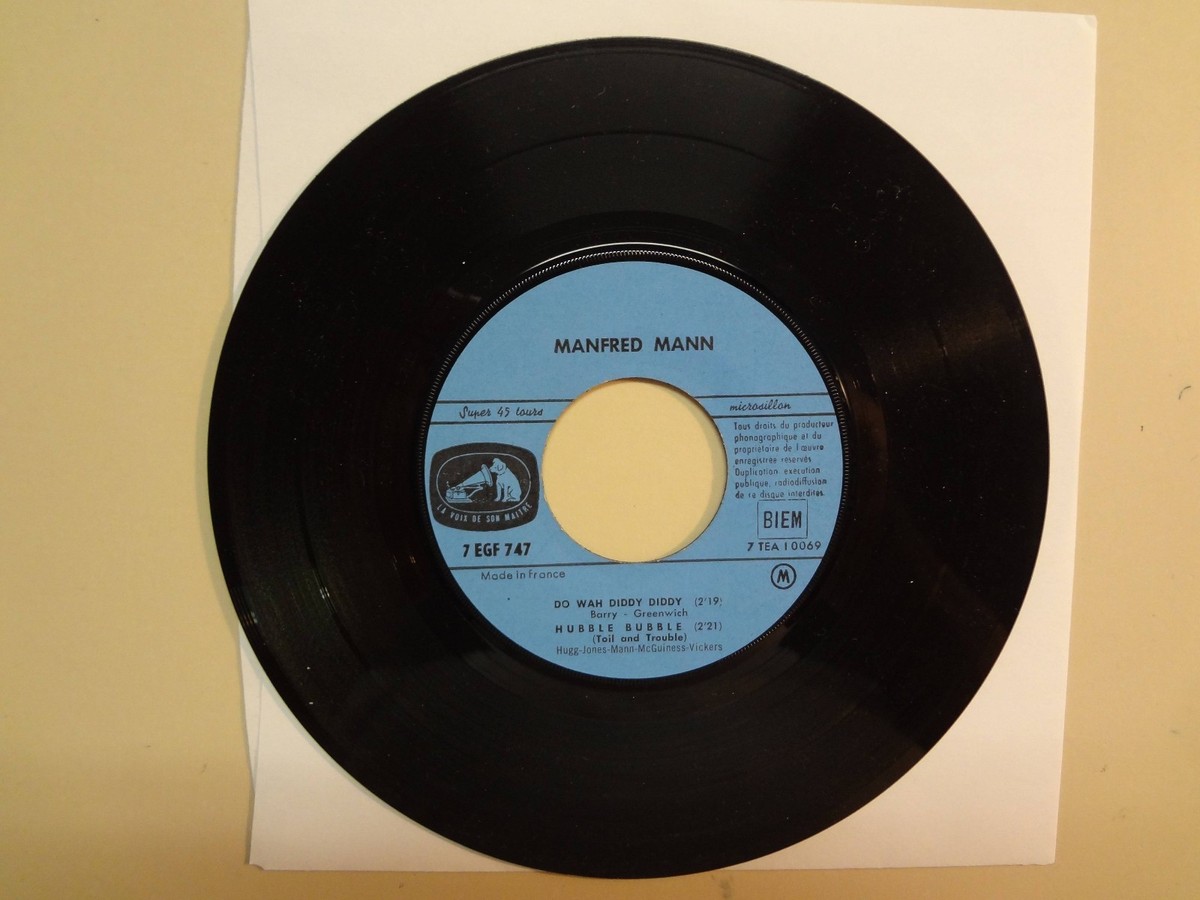 MANFRED MANN
Super 45 tours
microsillon
Tous droits du producteur
phonographique et du
proprietaire de l'œuvre
enregistrée réservés
Duplication exécution
publique, radiodiffusion
de ce disque interdites.
LA VOIX DE SON MAITRE
BIEM
7 EGF 747
7 TEA 10069
Made in France
M
DO WAH DIDDY DIDDY (2'19)
Barry - Greenwich
HUBBLE BUBBLE (2'21)
(Toil and Trouble)
Hugg-Jones-Mann-McGuiness-Vickers